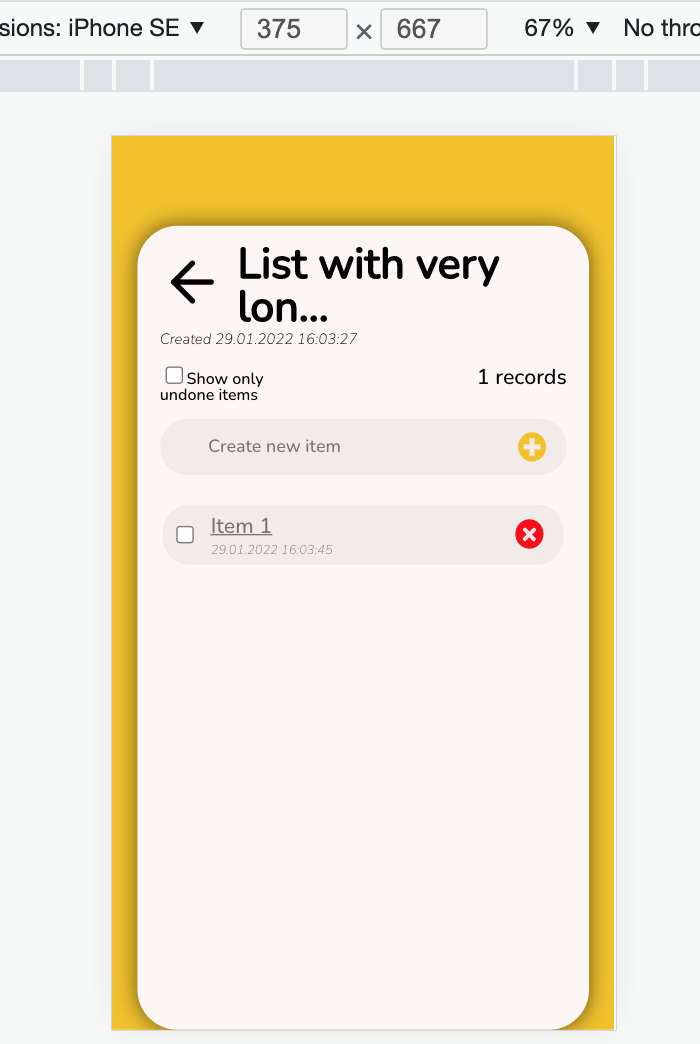 sions: iPhone SE ▼ 375 × 667 67% ▼ No thro
List with very
lon...
Created 29.01.2022 16:03:27
Show only
undone items
1 records
Create new item
Item 1
29.01.2022 16:03:45